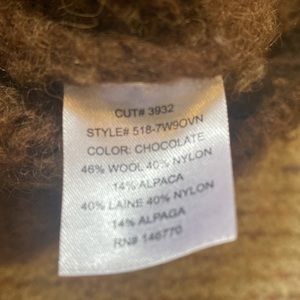 CUT# 3932
STYLE# 518-7W9OVN
COLOR: CHOCOLATE
46% WOOL 40% NYLON
14% ALPACA
40% LAINE 40% NYLON
14% ALPAGA
RN# 146770